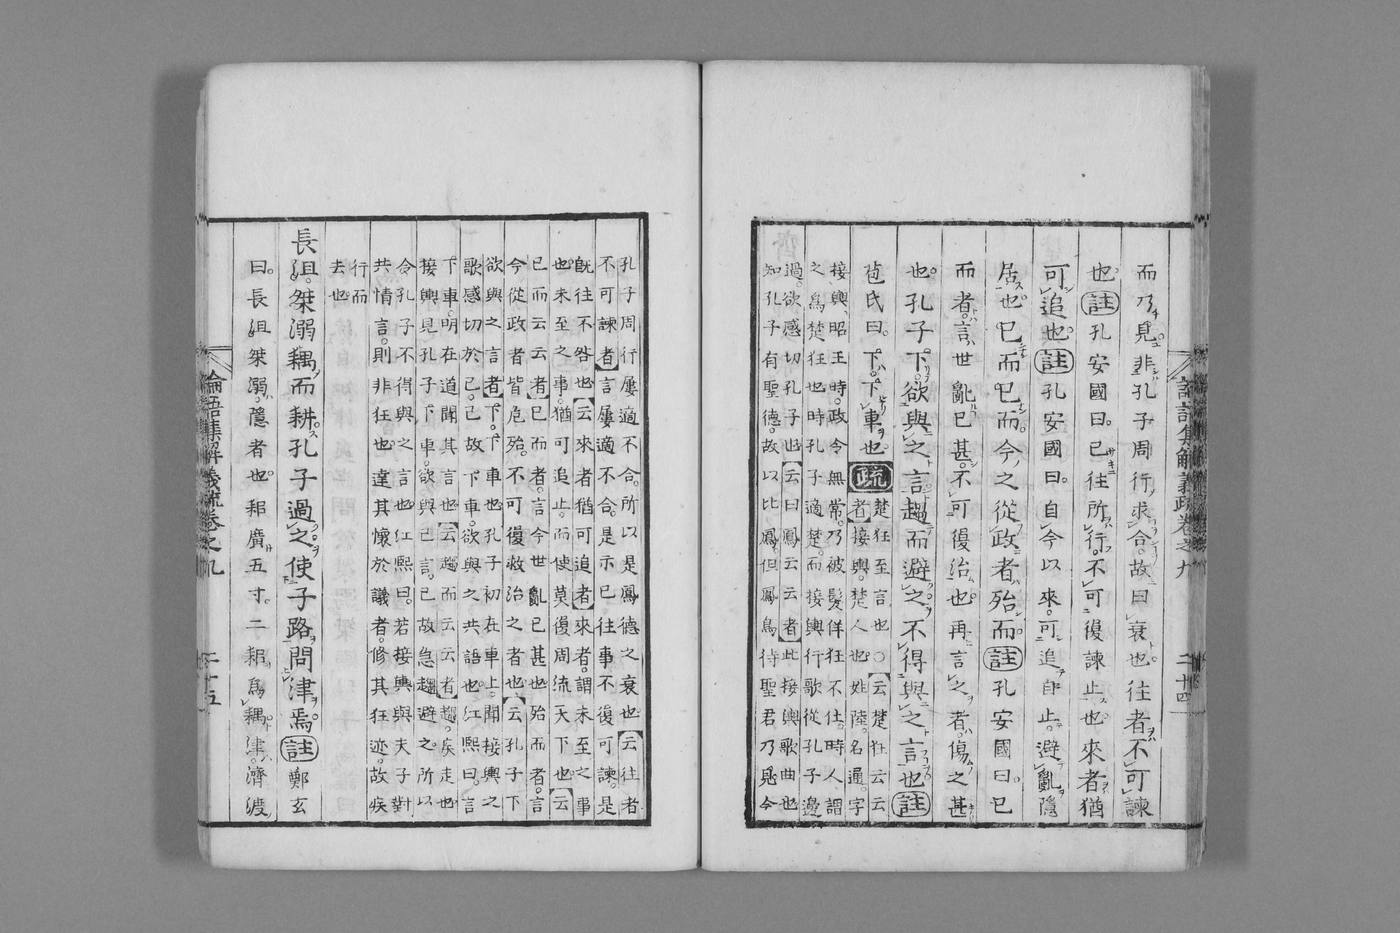 論語集解義疏卷之九
二十四
而乃見非孔子周行求合故曰衰也往者不可諫
也註孔安國曰已往所行不可復諫止也來者猶
可追也註孔安國曰自今以來可追自止避亂隱
居也已而已而今之從政者殆而註孔安國曰已
而者言世亂已甚不可復治也再言之者傷之甚
也孔子下欲與之言趨而避之不得與之言也註
苞氏曰下下車也疏楚狂至言也○云楚狂云云
者接輿楚人也姓陸名通字
接輿昭王時政令無常乃被髮佯狂不仕時人謂
之為楚狂也時孔子適楚而接輿行歌從孔子邊
過欲感切孔子也云曰鳳云云者此接輿歌曲也
知孔子有聖德故以比鳳但鳳鳥待聖君乃見今
孔子周行屢適不合所以是鳳德之衰也云往者
不可諫者言屢適不合是示已往事不復可諫是
既往不咎也云來者猶可追者來者謂未至之事
也未至之事猶可追止而使莫復周流天下也云
已而云云者已而者言今世亂已甚也殆而者言
今從政者皆危殆不可復救治之者也云孔子下
欲與之言者下下車也孔子初在車上聞接輿之
歌感切於己己故下車欲與之共語也江熙曰言
下車明在道聞其言也云趨而云云者趨疾走也
接輿見孔子下車欲與己言己故急趨避之所以
令孔子不得與之言也江熙曰若接輿與夫子對
共情言則非狂也達其懷於議者修其狂迹故疾
行而
去也
長沮桀溺耦而耕孔子過之使子路問津焉註鄭玄
曰長沮桀溺隱者也耜廣五寸二耜爲耦津濟渡
論語集解義疏卷之九
二十五